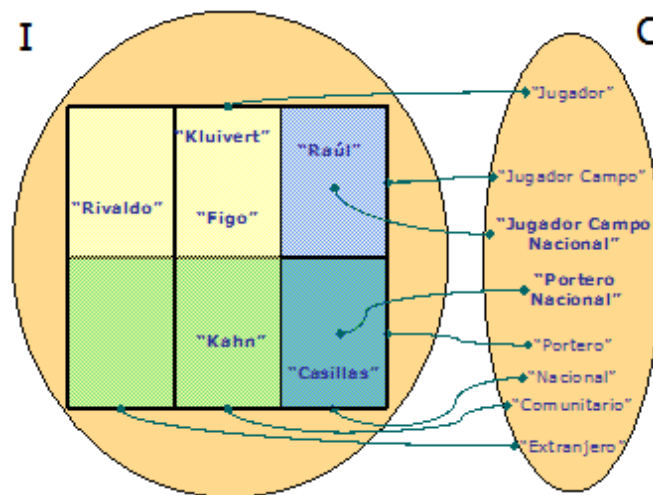 I
C
"Kluivert"
"Raúl"
"Rivaldo"
"Figo"
"Kahn"
"Casillas"
"Jugador"
"Jugador Campo"
"Jugador Campo
Nacional"
"Portero
Nacional"
"Portero"
"Nacional"
"Comunitario"
"Extranjero"